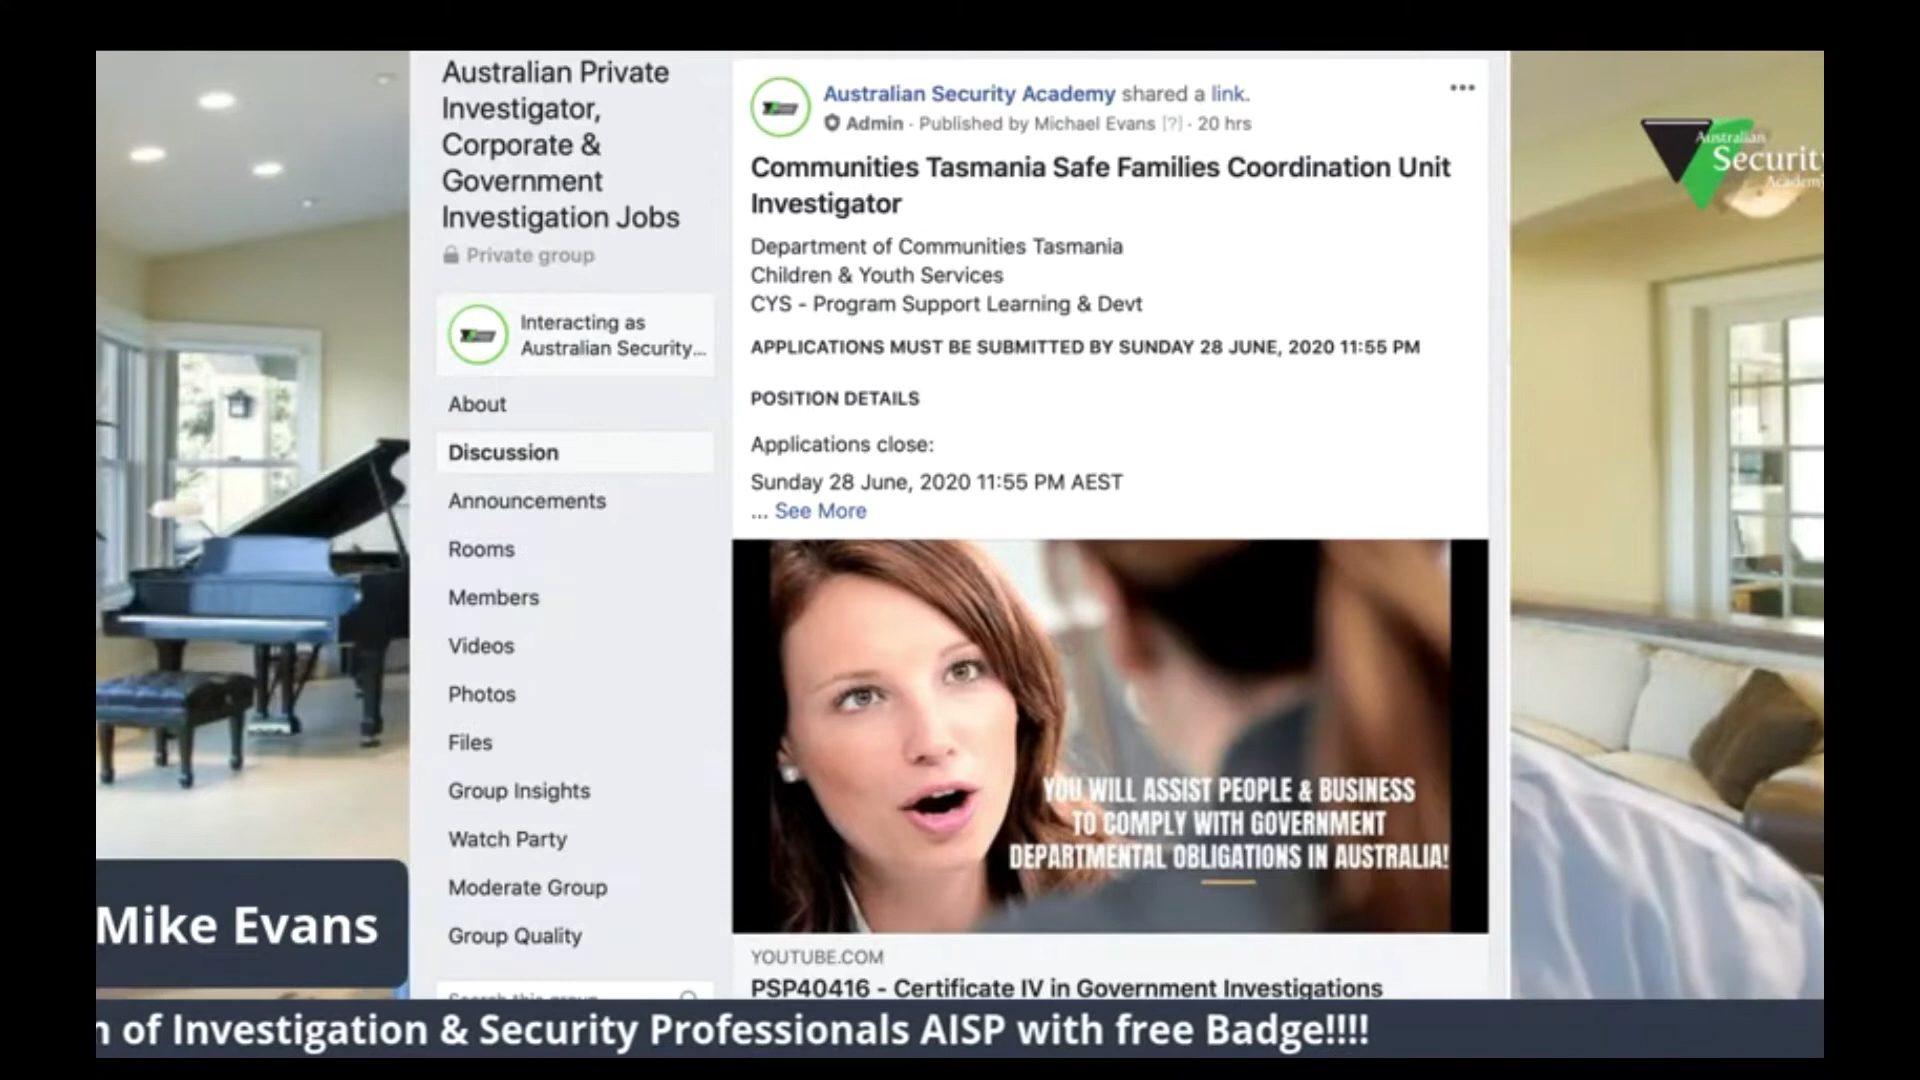 Australian Private
Investigator,
Corporate &
Government
Investigation Jobs
Private group
Interacting as
Australian Security...
About
Discussion
Announcements
Rooms
Members
Videos
Photos
Files
Group Insights
Watch Party
Moderate Group
Group Quality
Search this group
Australian Security Academy shared a link.
Admin · Published by Michael Evans [?] · 20 hrs
Communities Tasmania Safe Families Coordination Unit
Investigator
Department of Communities Tasmania
Children & Youth Services
CYS - Program Support Learning & Devt
APPLICATIONS MUST BE SUBMITTED BY SUNDAY 28 JUNE, 2020 11:55 PM
POSITION DETAILS
Applications close:
Sunday 28 June, 2020 11:55 PM AEST
... See More
YOU WILL ASSIST PEOPLE & BUSINESS
TO COMPLY WITH GOVERNMENT
DEPARTMENTAL OBLIGATIONS IN AUSTRALIA!
YOUTUBE.COM
PSP40416 - Certificate IV in Government Investigations
Australian
Security
Academy
Mike Evans
n of Investigation & Security Professionals AISP with free Badge!!!!